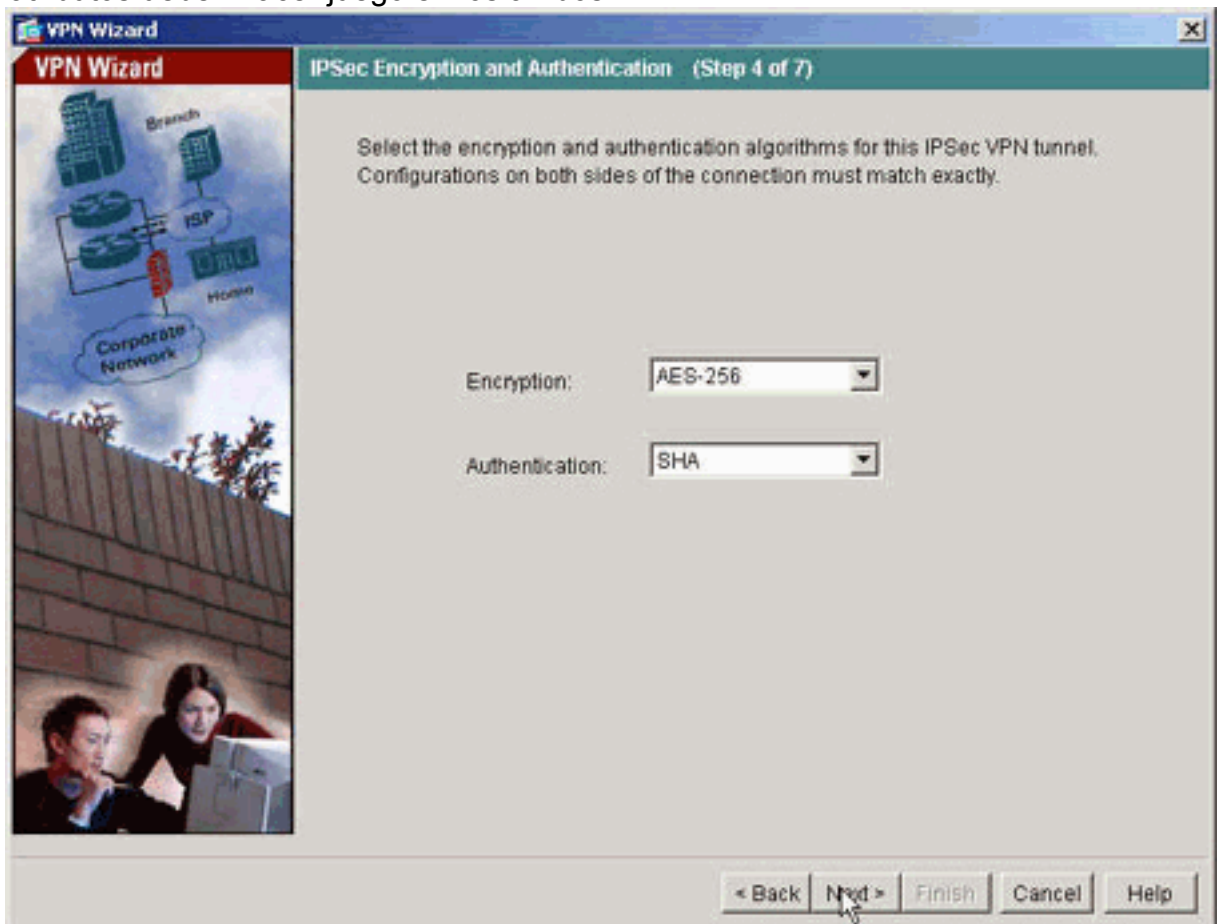 VPN Wizard
VPN Wizard
IPSec Encryption and Authentication (Step 4 of 7)
Branch
ISP
Home
Corporate
Network
Select the encryption and authentication algorithms for this IPSec VPN tunnel.
Configurations on both sides of the connection must match exactly.
Encryption: AES-256
Authentication: SHA
< Back Next > Finish Cancel Help